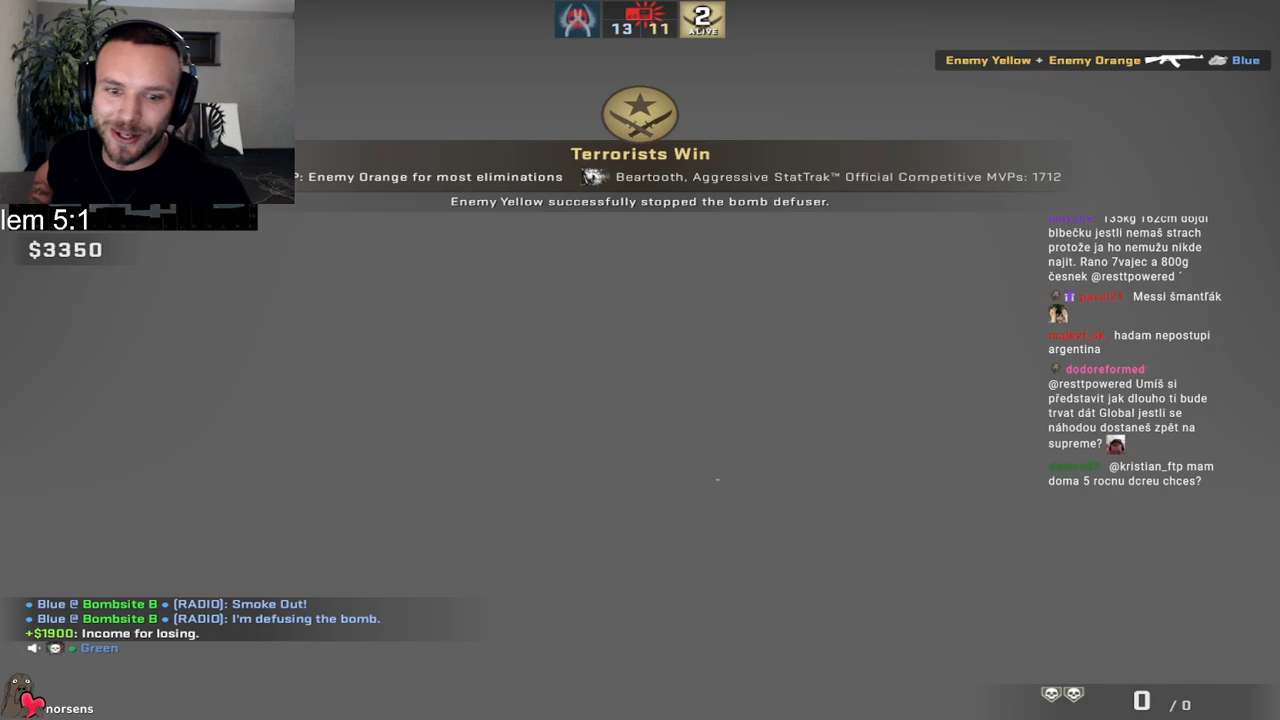 2
ALIVE
13 11
Enemy Yellow + Enemy Orange Blue
Terrorists Win
P: Enemy Orange for most eliminations Beartooth, Aggressive StatTrak™ Official Competitive MVPs: 1712
Enemy Yellow successfully stopped the bomb defuser.
lem 5:1
$3350
135kg 162cm dojdi
blbečku jestli nemaš strach
protože ja ho nemužu nikde
najit. Rano 7vajec a 800g
česnek @resttpowered ˇ
pavol21 Messi šmantľák
hadam nepostupi
argentina
dodoreformed
@resttpowered Umíš si
představit jak dlouho ti bude
trvat dát Global jestli se
náhodou dostaneš zpět na
supreme?
@kristian_ftp mam
doma 5 rocnu dcreu chces?
Blue @ Bombsite B (RADIO): Smoke Out!
Blue @ Bombsite B (RADIO): I'm defusing the bomb.
+$1900: Income for losing.
Green
norsens
0 / 0